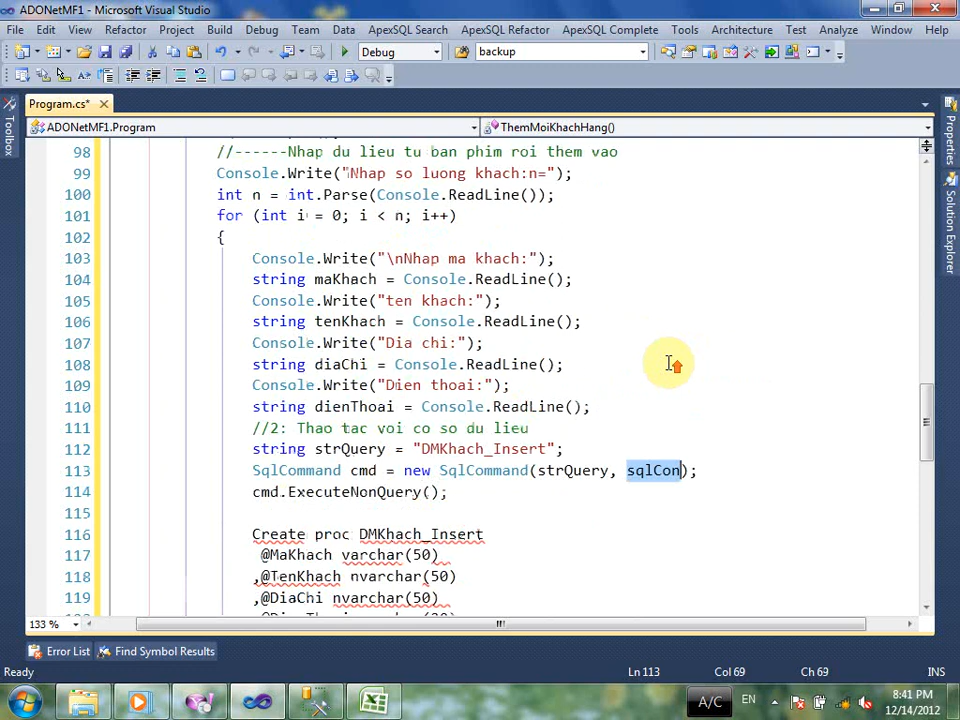 ADONetMF1 - Microsoft Visual Studio
File Edit View Refactor Project Build Debug Team Data ApexSQL Search ApexSQL Refactor ApexSQL Complete Tools Architecture Test Window Help
Debug backup
Program.cs*
ADONetMF1.Program ThemMoiKhachHang()
Toolbox
Properties
Solution Explorer
98 //------Nhap du lieu tu ban phim roi them vao
99 Console.Write("Nhap so luong khach:n=");
100 int n = int.Parse(Console.ReadLine());
101 for (int i = 0; i < n; i++)
102 {
103 Console.Write("\nNhap ma khach:");
104 string maKhach = Console.ReadLine();
105 Console.Write("ten khach:");
106 string tenKhach = Console.ReadLine();
107 Console.Write("Dia chi:");
108 string diaChi = Console.ReadLine();
109 Console.Write("Dien thoai:");
110 string dienThoai = Console.ReadLine();
111 //2: Thao tac voi co so du lieu
112 string strQuery = "DMKhach_Insert";
113 SqlCommand cmd = new SqlCommand(strQuery, sqlCon);
114 cmd.ExecuteNonQuery();
115
116 Create proc DMKhach_Insert
117 @MaKhach varchar(50)
118 ,@TenKhach nvarchar(50)
119 ,@DiaChi nvarchar(50)
133 %
Error List Find Symbol Results
Ready Ln 113 Col 69 Ch 69 INS
A/C EN 8:41 PM
12/14/2012